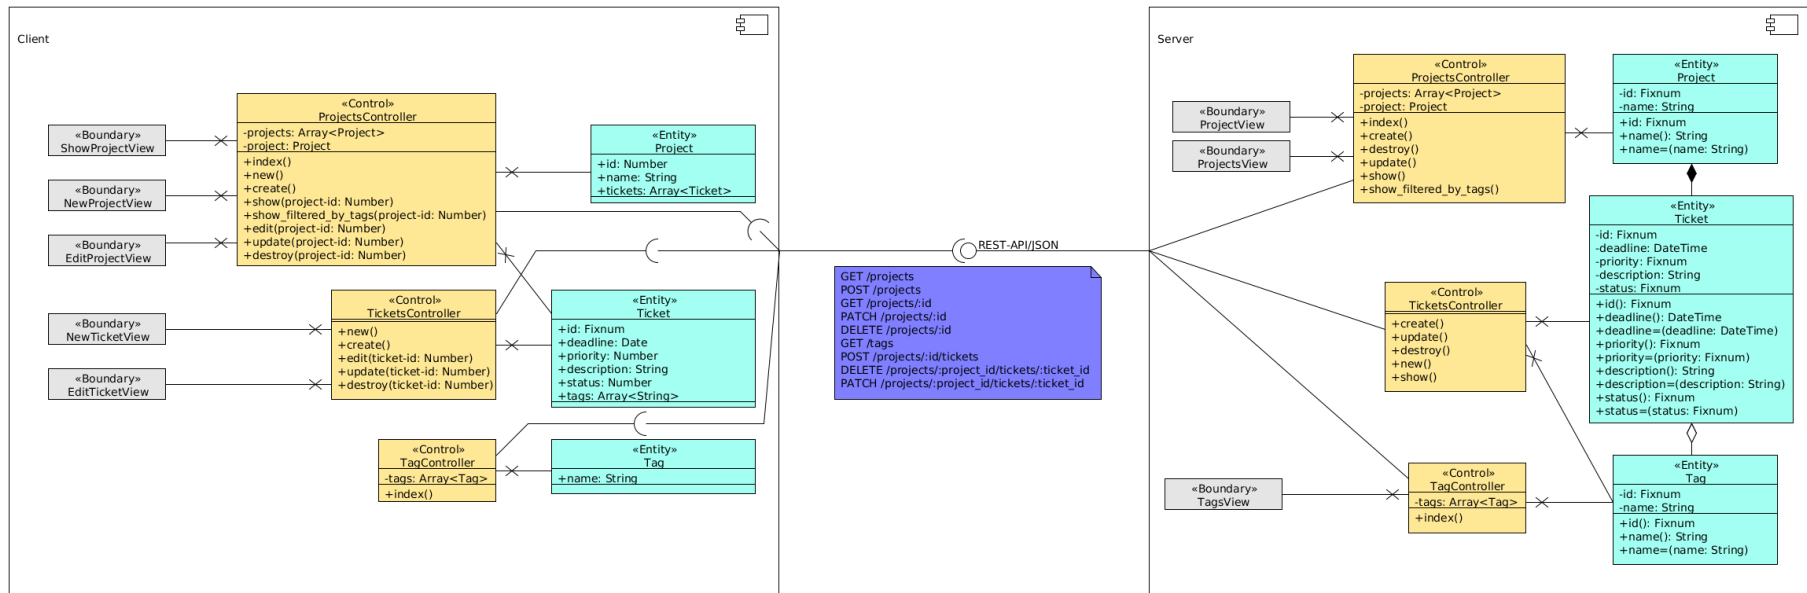 Client
«Boundary»
ShowProjectView
«Boundary»
NewProjectView
«Boundary»
EditProjectView
«Boundary»
NewTicketView
«Boundary»
EditTicketView
«Control»
ProjectsController
-projects: Array<Project>
-project: Project
+index()
+new()
+create()
+show(project-id: Number)
+show_filtered_by_tags(project-id: Number)
+edit(project-id: Number)
+update(project-id: Number)
+destroy(project-id: Number)
«Control»
TicketsController
+new()
+create()
+edit(ticket-id: Number)
+update(ticket-id: Number)
+destroy(ticket-id: Number)
«Control»
TagController
-tags: Array<Tag>
+index()
«Entity»
Project
+id: Number
+name: String
+tickets: Array<Ticket>
«Entity»
Ticket
+id: Fixnum
+deadline: Date
+priority: Number
+description: String
+status: Number
+tags: Array<String>
«Entity»
Tag
+name: String
REST-API/JSON
GET /projects
POST /projects
GET /projects/:id
PATCH /projects/:id
DELETE /projects/:id
GET /tags
POST /projects/:id/tickets
DELETE /projects/:project_id/tickets/:ticket_id
PATCH /projects/:project_id/tickets/:ticket_id
Server
«Boundary»
ProjectView
«Boundary»
ProjectsView
«Boundary»
TagsView
«Control»
ProjectsController
-projects: Array<Project>
-project: Project
+index()
+create()
+destroy()
+update()
+show()
+show_filtered_by_tags()
«Control»
TicketsController
+create()
+update()
+destroy()
+new()
+show()
«Control»
TagController
-tags: Array<Tag>
+index()
«Entity»
Project
-id: Fixnum
-name: String
+id: Fixnum
+name(): String
+name=(name: String)
«Entity»
Ticket
-id: Fixnum
-deadline: DateTime
-priority: Fixnum
-description: String
-status: Fixnum
+id(): Fixnum
+deadline(): DateTime
+deadline=(deadline: DateTime)
+priority(): Fixnum
+priority=(priority: Fixnum)
+description(): String
+description=(description: String)
+status(): Fixnum
+status=(status: Fixnum)
«Entity»
Tag
-id: Fixnum
-name: String
+id(): Fixnum
+name(): String
+name=(name: String)